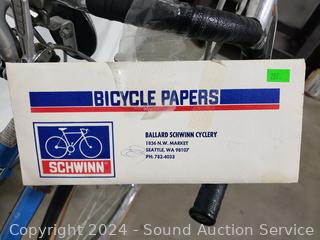 BICYCLE PAPERS
SCHWINN
BALLARD SCHWINN CYCLERY
1836 N.W. MARKET
SEATTLE, WA 98107
PH: 782-4033
Copyright 2024 - Sound Auction Service